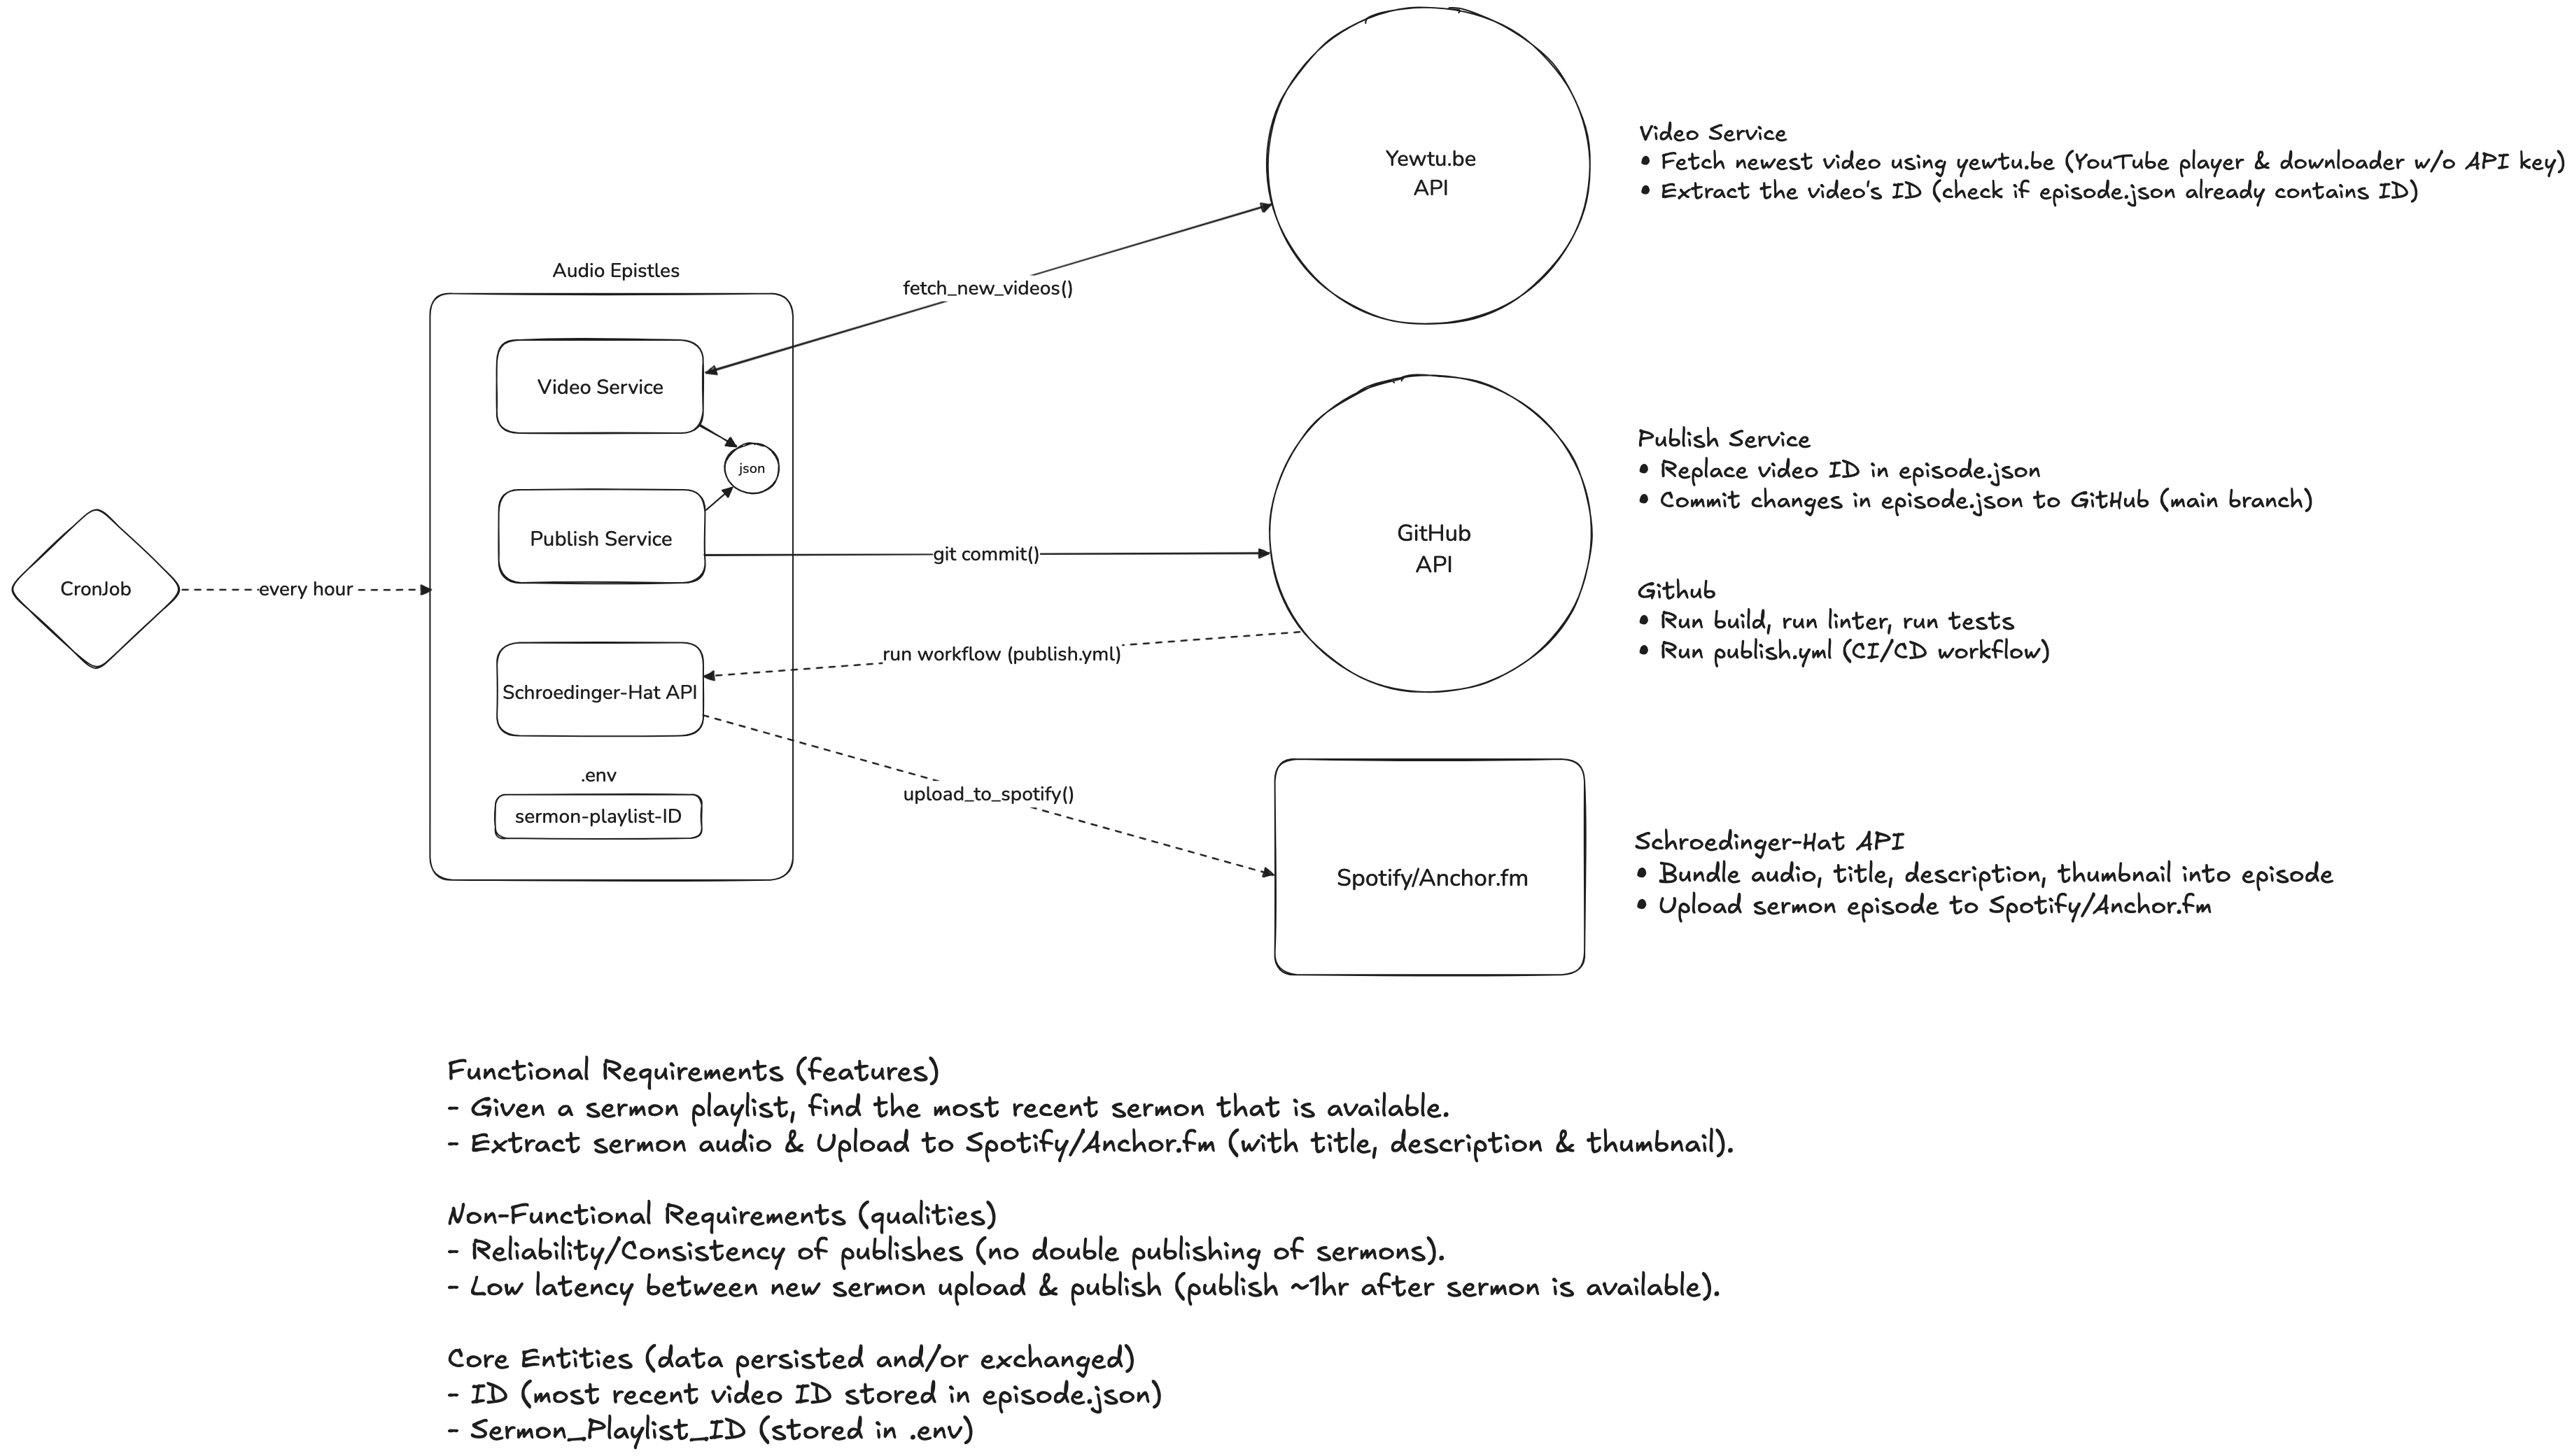 Yewtu.be
API
Video Service
• Fetch newest video using yewtu.be (YouTube player & downloader w/o API key)
• Extract the video's ID (check if episode.json already contains ID)
Audio Epistles
fetch_new_videos()
Video Service
json
Publish Service
git commit()
GitHub
API
Publish Service
• Replace video ID in episode.json
• Commit changes in episode.json to GitHub (main branch)
CronJob
every hour
Github
• Run build, run linter, run tests
• Run publish.yml (CI/CD workflow)
run workflow (publish.yml)
Schroedinger-Hat API
.env
sermon-playlist-ID
upload_to_spotify()
Spotify/Anchor.fm
Schroedinger-Hat API
• Bundle audio, title, description, thumbnail into episode
• Upload sermon episode to Spotify/Anchor.fm
Functional Requirements (features)
- Given a sermon playlist, find the most recent sermon that is available.
- Extract sermon audio & Upload to Spotify/Anchor.fm (with title, description & thumbnail).
Non-Functional Requirements (qualities)
- Reliability/Consistency of publishes (no double publishing of sermons).
- Low latency between new sermon upload & publish (publish ~1hr after sermon is available).
Core Entities (data persisted and/or exchanged)
- ID (most recent video ID stored in episode.json)
- Sermon_Playlist_ID (stored in .env)